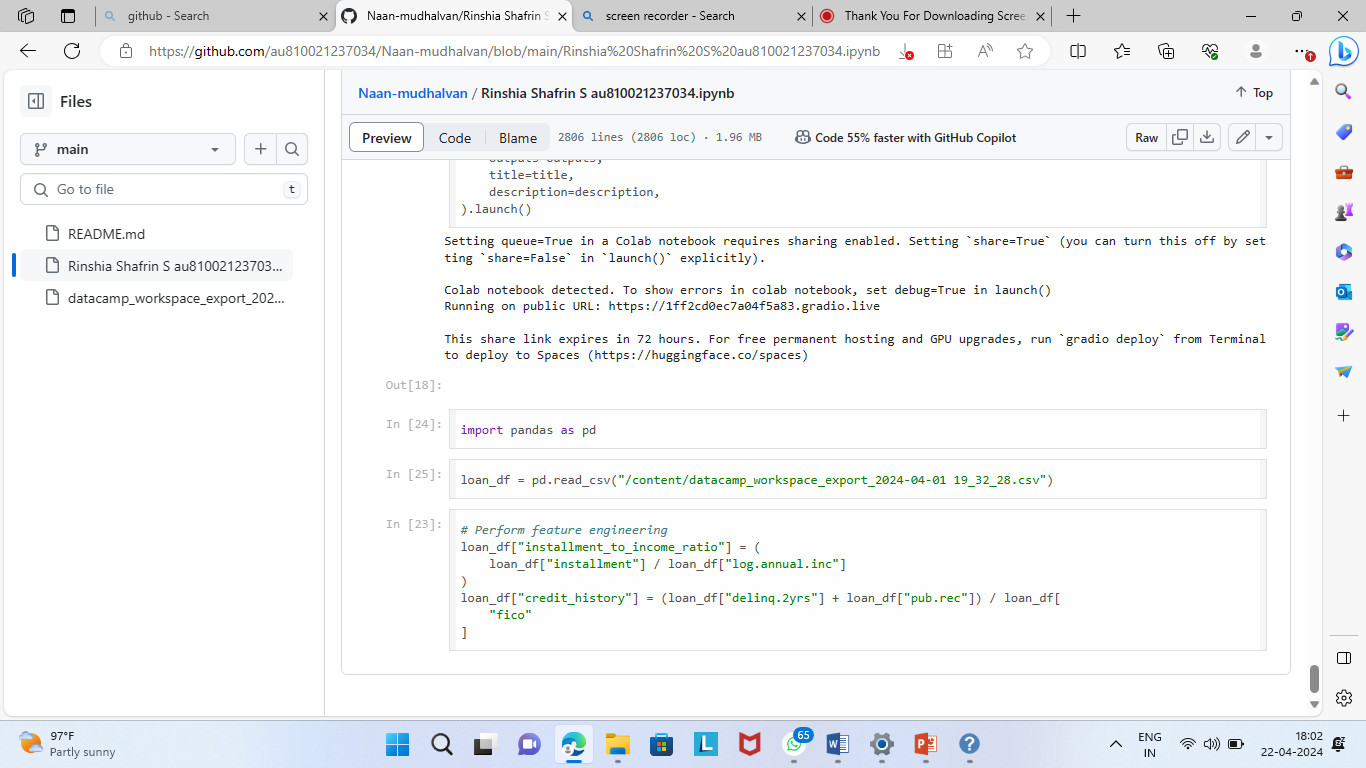 github - Search
Naan-mudhalvan/Rinshia Shafrin S
screen recorder - Search
Thank You For Downloading Scre
https://github.com/au810021237034/Naan-mudhalvan/blob/main/Rinshia%20Shafrin%20S%20au810021237034.ipynb
Files
main
Go to file
t
README.md
Rinshia Shafrin S au81002123703...
datacamp_workspace_export_202...
Naan-mudhalvan / Rinshia Shafrin S au810021237034.ipynb
Top
Preview Code Blame 2806 lines (2806 loc) · 1.96 MB Code 55% faster with GitHub Copilot Raw
outputs=outputs,
title=title,
description=description,
).launch()
Setting queue=True in a Colab notebook requires sharing enabled. Setting `share=True` (you can turn this off by set
ting `share=False` in `launch()` explicitly).
Colab notebook detected. To show errors in colab notebook, set debug=True in launch()
Running on public URL: https://1ff2cd0ec7a04f5a83.gradio.live
This share link expires in 72 hours. For free permanent hosting and GPU upgrades, run `gradio deploy` from Terminal
to deploy to Spaces (https://huggingface.co/spaces)
Out[18]:
In [24]:
import pandas as pd
In [25]:
loan_df = pd.read_csv("/content/datacamp_workspace_export_2024-04-01 19_32_28.csv")
In [23]:
# Perform feature engineering
loan_df["installment_to_income_ratio"] = (
loan_df["installment"] / loan_df["log.annual.inc"]
)
loan_df["credit_history"] = (loan_df["delinq.2yrs"] + loan_df["pub.rec"]) / loan_df[
"fico"
]
97°F
Partly sunny
L
65
ENG
IN
18:02
22-04-2024